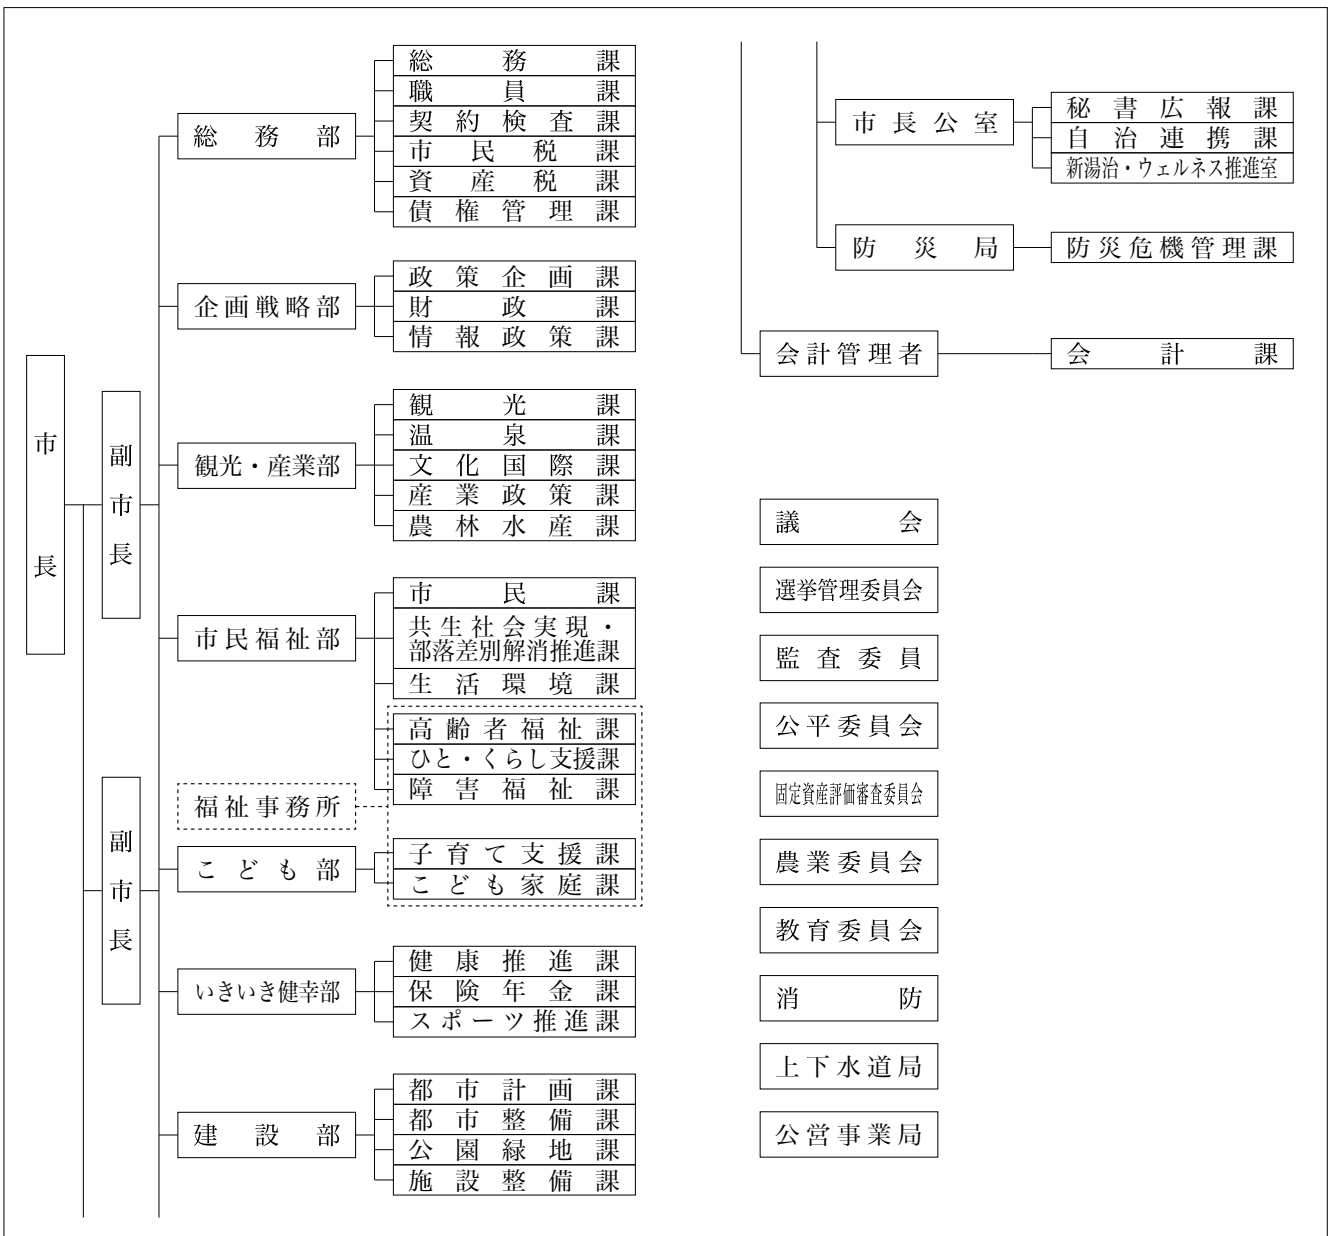 市長
副市長
副市長
総務部
総務課
職員課
契約検査課
市民税課
資産税課
債権管理課
企画戦略部
政策企画課
財政課
情報政策課
観光・産業部
観光課
温泉課
文化国際課
産業政策課
農林水産課
市民福祉部
市民課
共生社会実現・
部落差別解消推進課
生活環境課
高齢者福祉課
ひと・くらし支援課
障害福祉課
福祉事務所
こども部
子育て支援課
こども家庭課
いきいき健幸部
健康推進課
保険年金課
スポーツ推進課
建設部
都市計画課
都市整備課
公園緑地課
施設整備課
市長公室
秘書広報課
自治連携課
新湯治・ウェルネス推進室
防災局
防災危機管理課
会計管理者
会計課
議会
選挙管理委員会
監査委員
公平委員会
固定資産評価審査委員会
農業委員会
教育委員会
消防
上下水道局
公営事業局